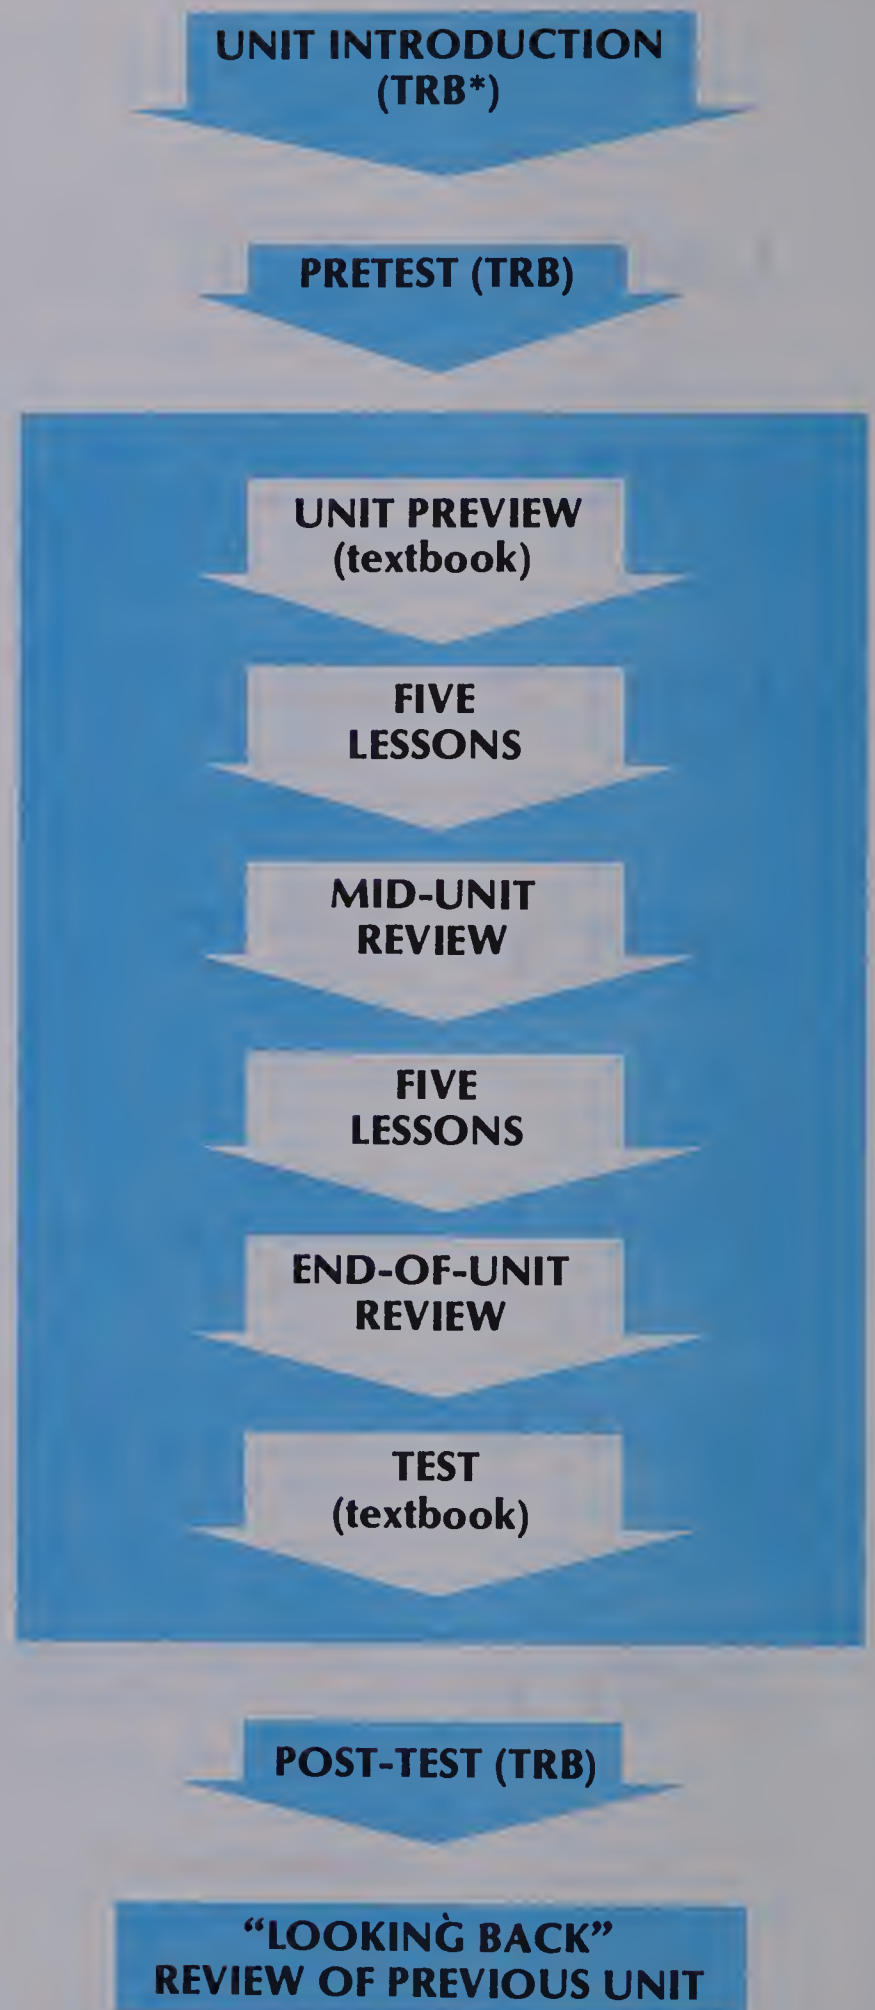 UNIT INTRODUCTION
(TRB*)
PRETEST (TRB)
UNIT PREVIEW
(textbook)
FIVE
LESSONS
MID-UNIT
REVIEW
FIVE
LESSONS
END-OF-UNIT
REVIEW
TEST
(textbook)
POST-TEST (TRB)
“LOOKING BACK”
REVIEW OF PREVIOUS UNIT